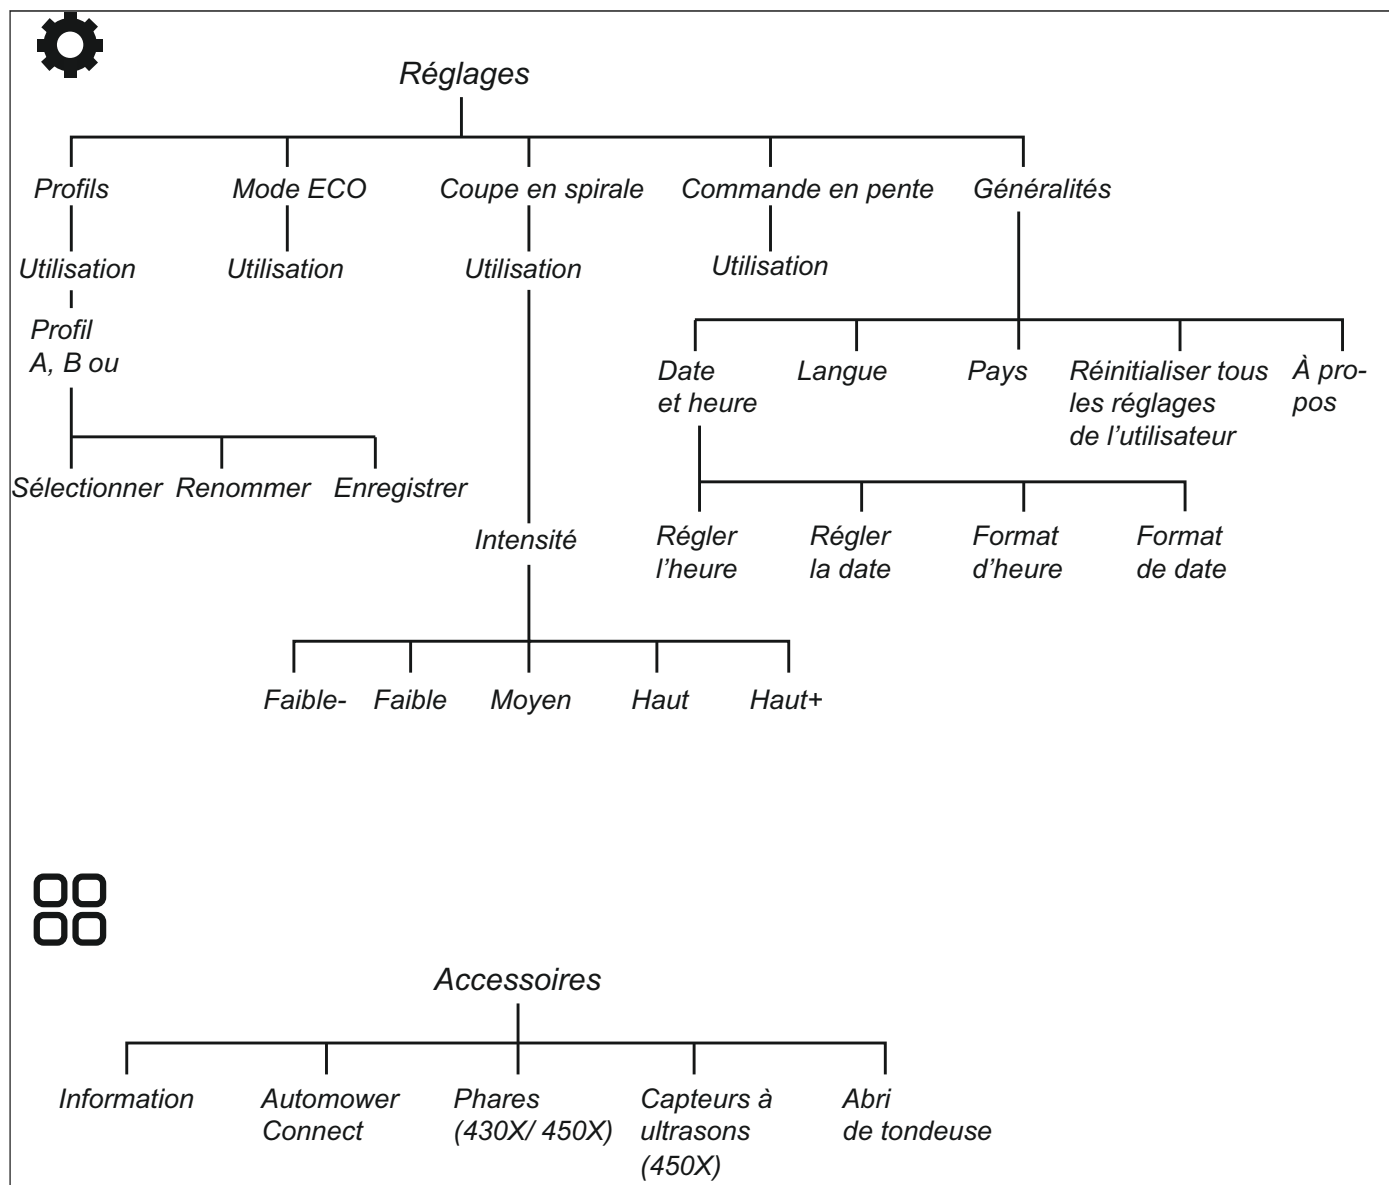 Réglages
Profils
Mode ECO
Coupe en spirale
Commande en pente
Généralités
Utilisation
Utilisation
Utilisation
Utilisation
Profil
A, B ou
Date
et heure
Langue
Pays
Réinitialiser tous
les réglages
de l'utilisateur
À pro-
pos
Sélectionner
Renommer
Enregistrer
Intensité
Régler
l'heure
Régler
la date
Format
d'heure
Format
de date
Faible-
Faible
Moyen
Haut
Haut+
Accessoires
Information
Automower
Connect
Phares
(430X/ 450X)
Capteurs à
ultrasons
(450X)
Abri
de tondeuse